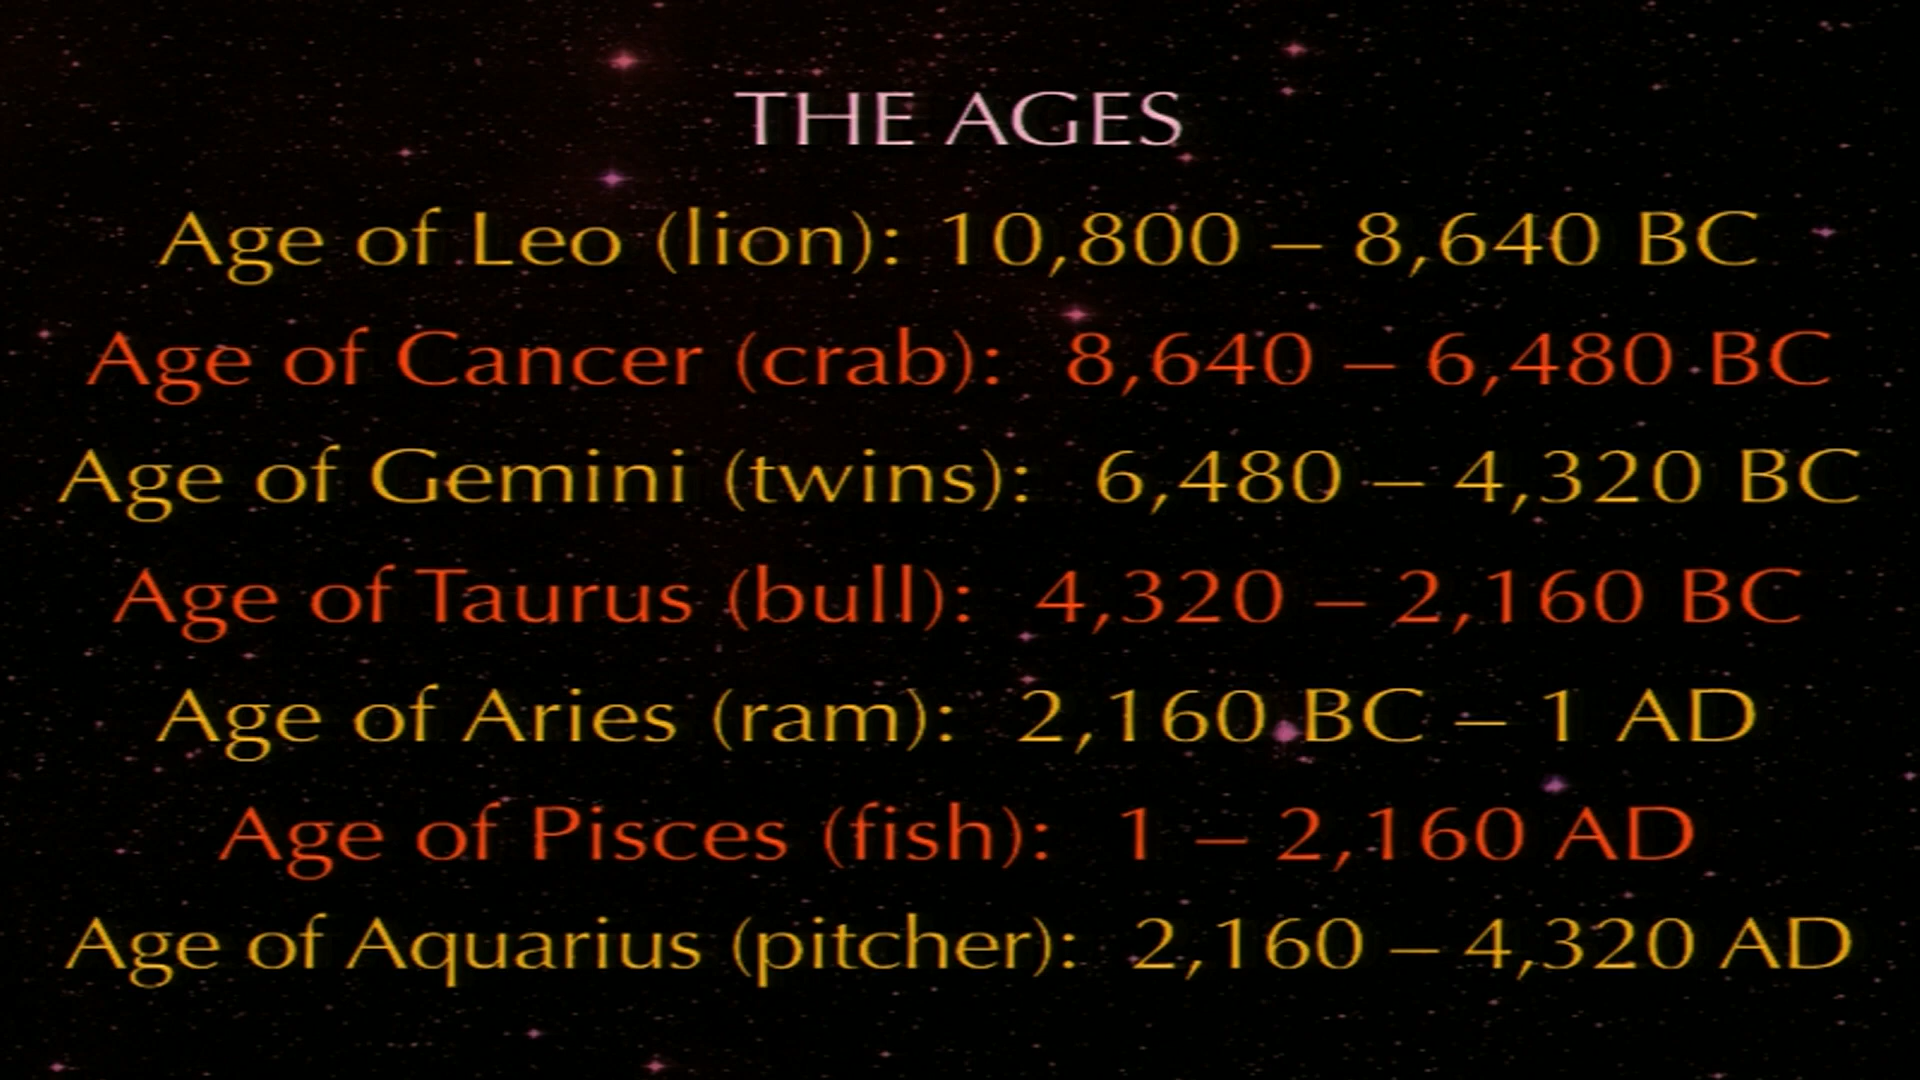 THE AGES
Age of Leo (lion): 10,800 – 8,640 BC
Age of Cancer (crab): 8,640 – 6,480 BC
Age of Gemini (twins): 6,480 – 4,320 BC
Age of Taurus (bull): 4,320 – 2,160 BC
Age of Aries (ram): 2,160 BC – 1 AD
Age of Pisces (fish): 1 – 2,160 AD
Age of Aquarius (pitcher): 2,160 – 4,320 AD